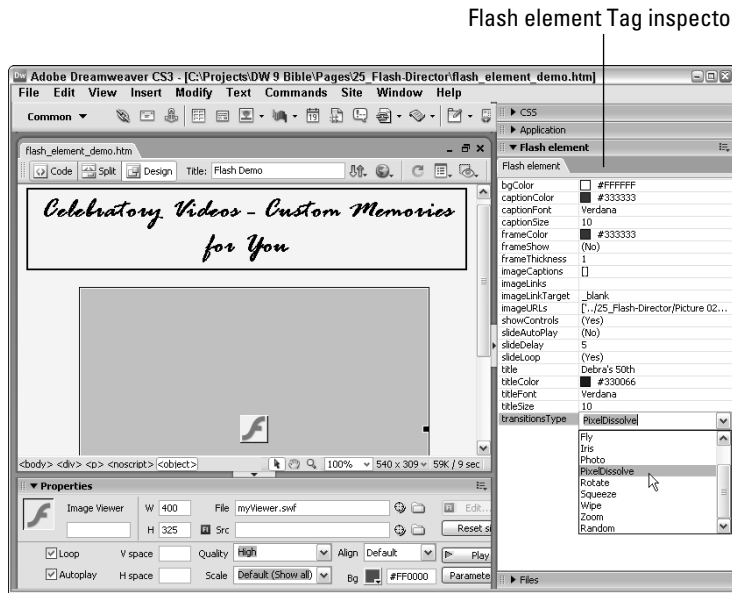 Flash element Tag inspecto
Dw Adobe Dreamweaver CS3 - [C:\Projects\DW 9 Bible\Pages\25_Flash-Director\flash_element_demo.htm]
File Edit View Insert Modify Text Commands Site Window Help
Common
CSS
Application
Flash element
flash_element_demo.htm
Flash element
Code Split Design Title: Flash Demo
bgColor #FFFFFF
captionColor #333333
captionFont Verdana
captionSize 10
frameColor #333333
frameShow (No)
frameThickness 1
imageCaptions []
imageLinks
imageLinkTarget _blank
imageURLs ['../25_Flash-Director/Picture 02...
showControls (Yes)
slideAutoPlay (No)
slideDelay 5
slideLoop (Yes)
title Debra's 50th
titleColor #330066
titleFont Verdana
titleSize 10
transitionsType PixelDissolve
Fly
Iris
Photo
PixelDissolve
Rotate
Squeeze
Wipe
Zoom
Random
Celebratory Videos - Custom Memories
for You
<body> <div> <p> <noscript> <object> 100% 540 x 309 59K / 9 sec
Properties
Image Viewer W 400 File myViewer.swf Edit...
H 325 Src Reset si
Loop V space Quality High Align Default Play
Autoplay H space Scale Default (Show all) Bg #FF0000 Paramete
Files